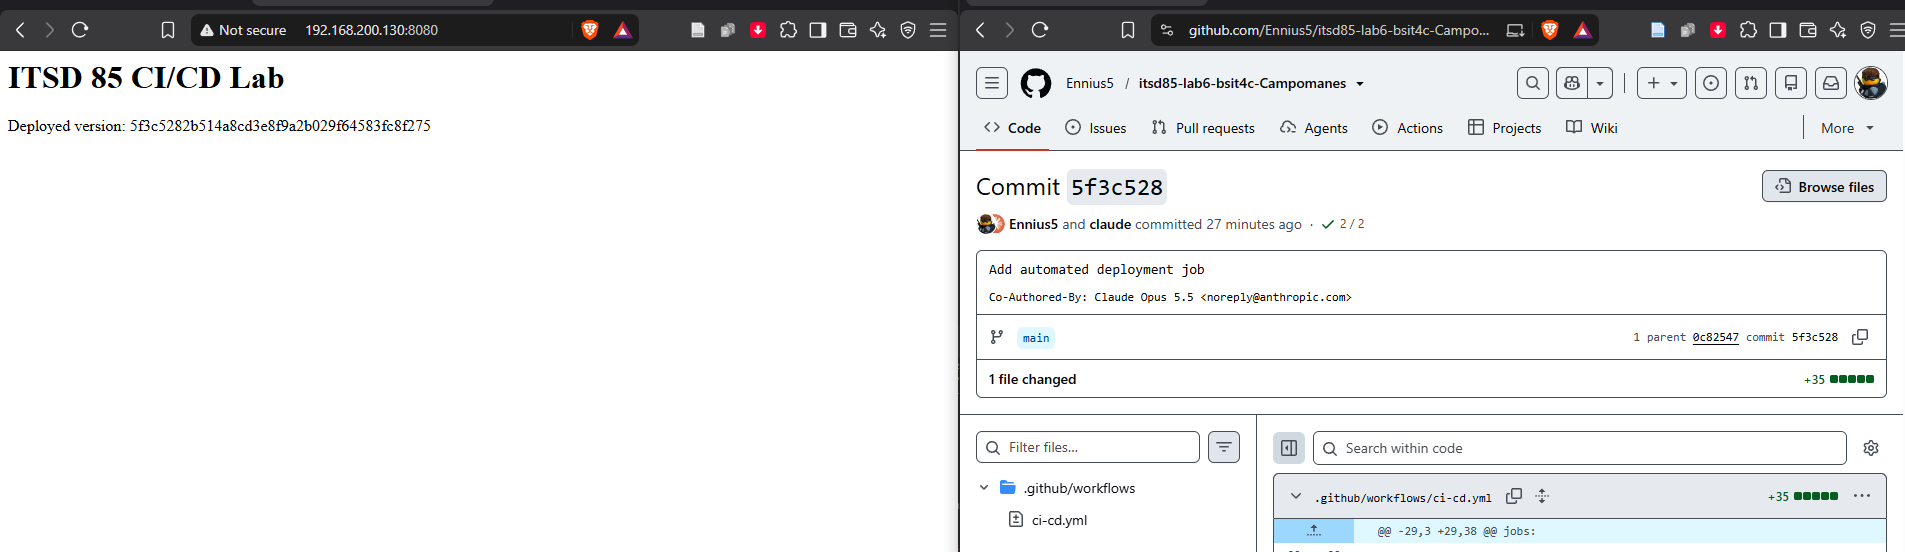 Not secure 192.168.200.130:8080
ITSD 85 CI/CD Lab
Deployed version: 5f3c5282b514a8cd3e8f9a2b029f64583fc8f275
github.com/Ennius5/itsd85-lab6-bsit4c-Campo...
Ennius5 / itsd85-lab6-bsit4c-Campomanes
Code Issues Pull requests Agents Actions Projects Wiki More
Commit 5f3c528
Browse files
Ennius5 and claude committed 27 minutes ago · 2 / 2
Add automated deployment job
Co-Authored-By: Claude Opus 5.5 <noreply@anthropic.com>
main
1 parent 0c82547 commit 5f3c528
1 file changed
+35
Filter files...
Search within code
.github/workflows
ci-cd.yml
.github/workflows/ci-cd.yml
+35
@@ -29,3 +29,38 @@ jobs: